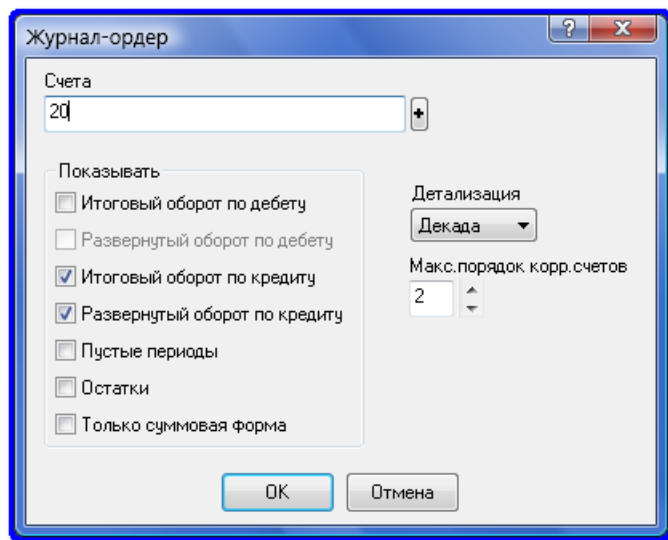 Журнал-ордер
?
Счета
20
+
Показывать
Итоговый оборот по дебету
Развернутый оборот по дебету
Итоговый оборот по кредиту
Развернутый оборот по кредиту
Пустые периоды
Остатки
Только суммовая форма
Детализация
Декада
Макс.порядок корр.счетов
2
OK
Отмена